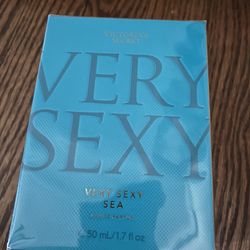 VICTORIA'S
SECRET
VERY
SEXY
VERY SEXY
SEA
50 mL/1.7 fl oz